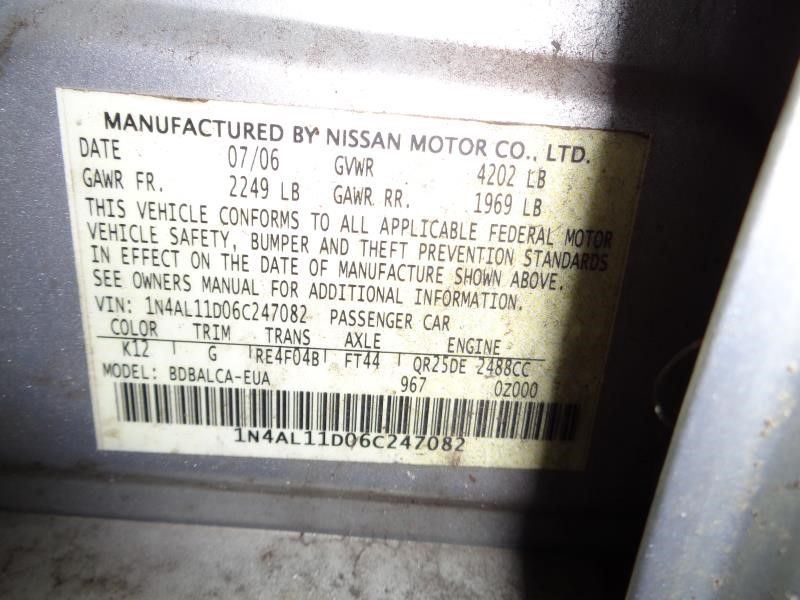 MANUFACTURED BY NISSAN MOTOR CO., LTD.
DATE 07/06 GVWR 4202 LB
GAWR FR. 2249 LB GAWR RR. 1969 LB
THIS VEHICLE CONFORMS TO ALL APPLICABLE FEDERAL MOTOR
VEHICLE SAFETY, BUMPER AND THEFT PREVENTION STANDARDS
IN EFFECT ON THE DATE OF MANUFACTURE SHOWN ABOVE.
SEE OWNERS MANUAL FOR ADDITIONAL INFORMATION.
VIN: 1N4AL11D06C247082 PASSENGER CAR
COLOR TRIM TRANS AXLE ENGINE
K12 G RE4F04B FT44 QR25DE 2488CC
MODEL: BDBALCA-EUA 967 0Z000
1N4AL11D06C247082